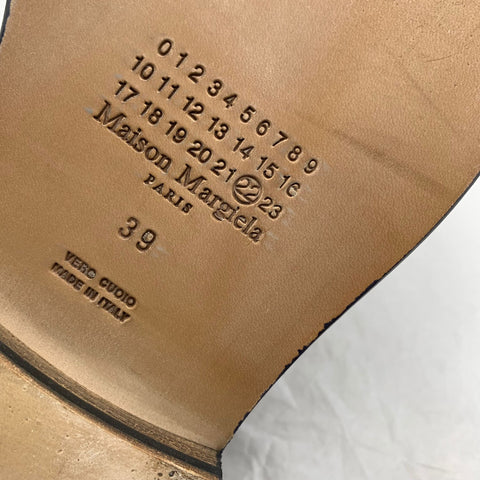 0 1 2 3 4 5 6 7 8 9
10 11 12 13 14 15 16
17 18 19 20 21 22 23
Maison Margiela
PARIS
39
VERO CUOIO
MADE IN ITALY